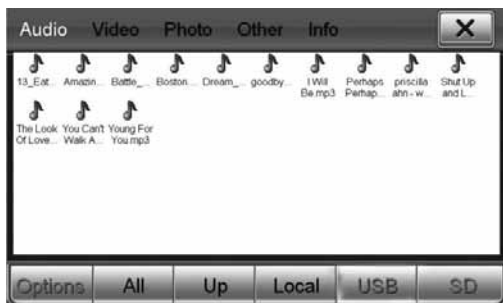 Audio Video Photo Other Info X
13_Eat... Amazin... Battle_... Boston... Dream_... goodby... I Will Perhaps priscilla Shut Up
Be.mp3 Perhap... ahn - w... and L...
The Look You Can't Young For
Of Love... Walk A... You.mp3
Options All Up Local USB SD